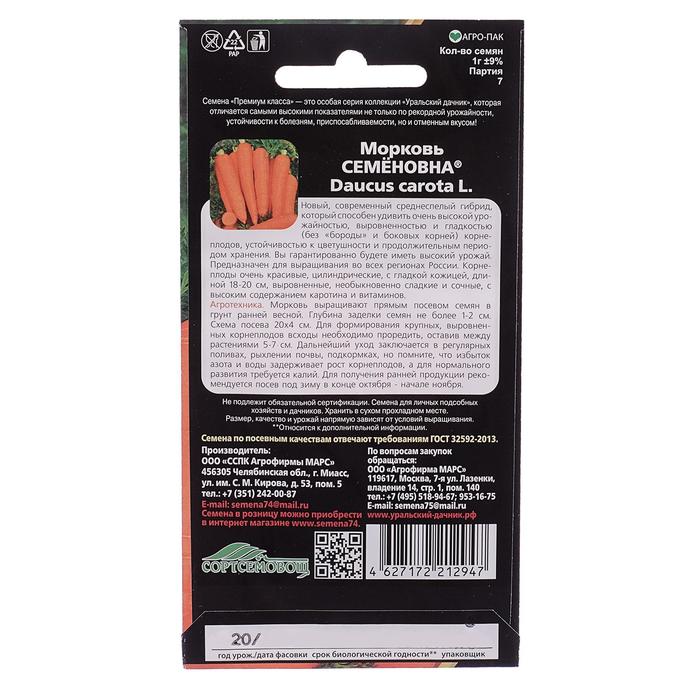 22
PAP
АГРО-ПАК
Кол-во семян
1г ±9%
Партия
7
Семена «Премиум класса» — это особая серия коллекции «Уральский дачник», которая
отличается самыми высокими показателями не только по рекордной урожайности,
устойчивости к болезням, приспосабливаемости, но и отменным вкусом!
Морковь
СЕМЁНОВНА®
Daucus carota L.
Новый, современный среднеспелый гибрид,
который способен удивить очень высокой уро-
жайностью, выровненностью и гладкостью
(без «бороды» и боковых корней) корне-
плодов, устойчивостью к цветушности и продолжительным перио-
дом хранения. Вы гарантированно будете иметь высокий урожай.
Предназначен для выращивания во всех регионах России. Корне-
плоды очень красивые, цилиндрические, с гладкой кожицей, дли-
ной 18-20 см, выровненные, необыкновенно сладкие и сочные, с
высоким содержанием каротина и витаминов.
Агротехника. Морковь выращивают прямым посевом семян в
грунт ранней весной. Глубина заделки семян не более 1-2 см.
Схема посева 20х4 см. Для формирования крупных, выровнен-
ных корнеплодов всходы необходимо проредить, оставив между
растениями 5-7 см. Дальнейший уход заключается в регулярных
поливах, рыхлении почвы, подкормках, но помните, что избыток
азота и воды задерживает рост корнеплодов, а для нормального
развития требуется калий. Для получения ранней продукции реко-
мендуется посев под зиму в конце октября - начале ноября.
Не подлежит обязательной сертификации. Семена для личных подсобных
хозяйств и дачников. Хранить в сухом прохладном месте.
Размер, качество и урожай напрямую зависят от условий выращивания.
**Относится к дополнительной информации.
Семена по посевным качествам отвечают требованиям ГОСТ 32592-2013.
Производитель:
ООО «ССПК Агрофирмы МАРС»
456305 Челябинская обл., г. Миасс,
ул. им. С. М. Кирова, д. 53, пом. 5
тел.: +7 (351) 242-00-87
E-mail: semena74@mail.ru
Семена в розницу можно приобрести
в интернет магазине www.semena74.
По вопросам закупок
обращаться:
ООО «Агрофирма МАРС»
119617, Москва, 7-я ул. Лазенки,
владение 14, стр. 1, пом. 140
тел.: +7 (495) 518-94-67; 953-16-75
E-mail: semena75@mail.ru
www.уральский-дачник.рф
СОРТСЕМОВОЩ
4 627172 212947
20/
год урож./дата фасовки срок биологической годности** упаковщик